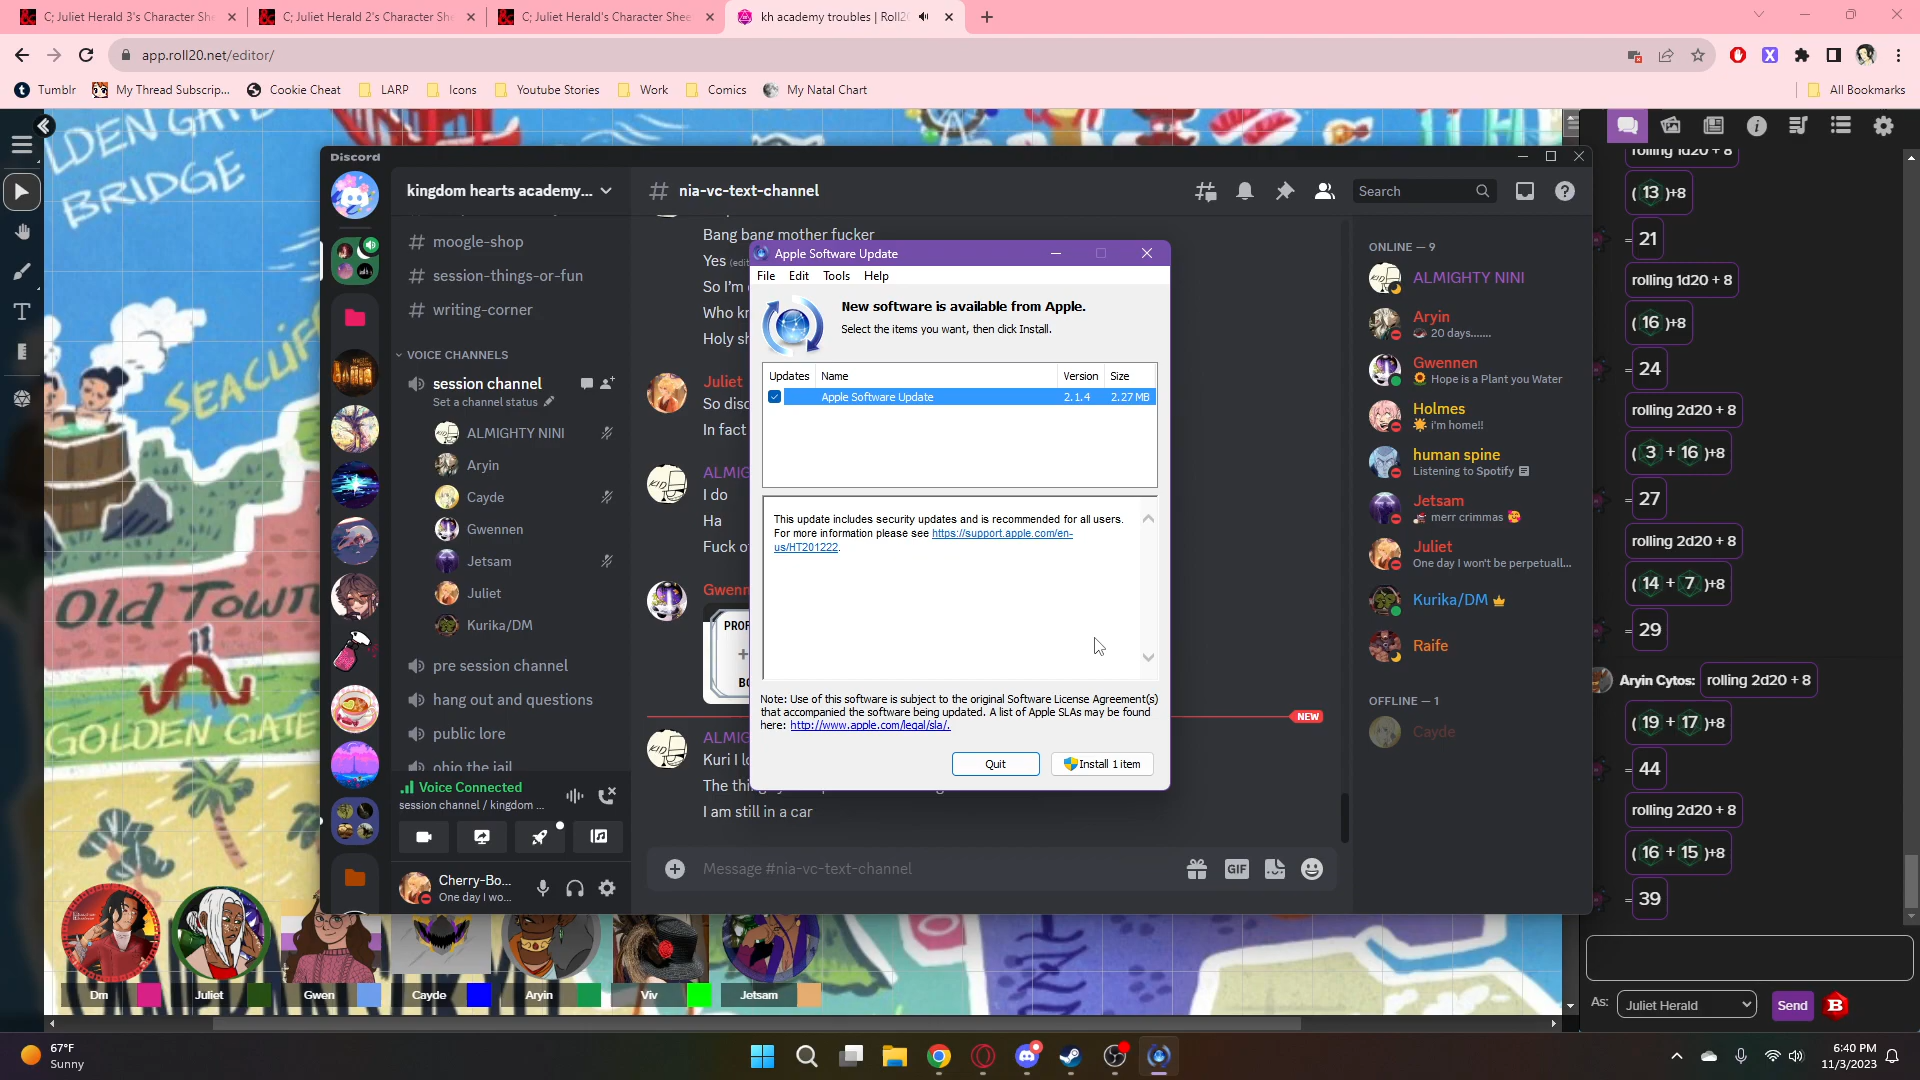 C; Juliet Herald 3's Character She
C; Juliet Herald 2's Character She
C; Juliet Herald's Character Shee
kh academy troubles | Roll20
app.roll20.net/editor/
Tumblr
My Thread Subscrip...
Cookie Cheat
LARP
Icons
Youtube Stories
Work
Comics
My Natal Chart
All Bookmarks
BRIDGE
SEACLIFF
Old Town
GOLDEN GATE
Discord
kingdom hearts academy...
# nia-vc-text-channel
Search
# moogle-shop
# session-things-or-fun
# writing-corner
VOICE CHANNELS
session channel
Set a channel status
ALMIGHTY NINI
Aryin
Cayde
Gwennen
Jetsam
Juliet
Kurika/DM
pre session channel
hang out and questions
public lore
ohio the jail
Voice Connected
session channel / kingdom ...
Cherry-Bo...
One day I wo...
Bang bang mother fucker
Yes
So I'm
Who
Holy
Juliet
So
In fact
I do
Ha
Fuck
NEW
Kuri I
The
I am still in a car
Message #nia-vc-text-channel
GIF
Apple Software Update
File Edit Tools Help
New software is available from Apple.
Select the items you want, then click Install.
Updates Name Version Size
Apple Software Update 2.1.4 2.27 MB
This update includes security updates and is recommended for all users.
For more information please see https://support.apple.com/en-
us/HT201222.
Note: Use of this software is subject to the original Software License Agreement(s)
that accompanied the software being updated. A list of Apple SLAs may be found
here: http://www.apple.com/legal/sla/.
Quit
Install 1 item
ONLINE — 9
ALMIGHTY NINI
Aryin
20 days.......
Gwennen
Hope is a Plant you Water
Holmes
i'm home!!
human spine
Listening to Spotify
Jetsam
merr crimmas
Juliet
One day I won't be perpetuall...
Kurika/DM
Raife
OFFLINE — 1
Cayde
rolling 1d20 + 8
(13)+8
=21
rolling 1d20 + 8
(16)+8
=24
rolling 2d20 + 8
(3+16)+8
=27
rolling 2d20 + 8
(14+7)+8
=29
Aryin Cytos: rolling 2d20 + 8
(19+17)+8
=44
rolling 2d20 + 8
(16+15)+8
=39
As: Juliet Herald
Send
B
Dm
Juliet
Gwen
Cayde
Aryin
Viv
Jetsam
67°F
Sunny
6:40 PM
11/3/2023